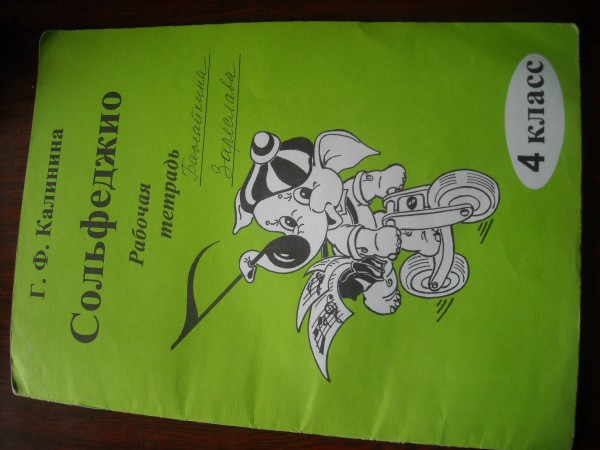 Г. Ф. Калинина
Сольфеджио
Рабочая
тетрадь
4 класс